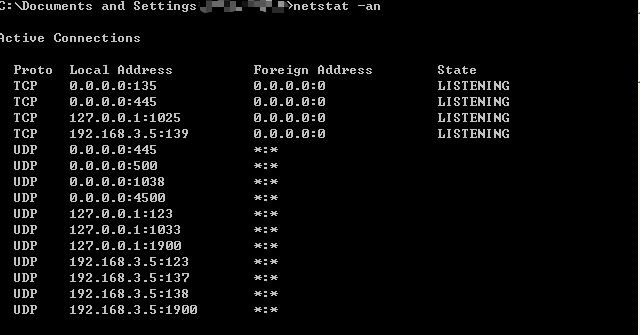 C:\Documents and Settings >netstat -an
Active Connections
Proto Local Address Foreign Address State
TCP 0.0.0.0:135 0.0.0.0:0 LISTENING
TCP 0.0.0.0:445 0.0.0.0:0 LISTENING
TCP 127.0.0.1:1025 0.0.0.0:0 LISTENING
TCP 192.168.3.5:139 0.0.0.0:0 LISTENING
UDP 0.0.0.0:445 *:*
UDP 0.0.0.0:500 *:*
UDP 0.0.0.0:1038 *:*
UDP 0.0.0.0:4500 *:*
UDP 127.0.0.1:123 *:*
UDP 127.0.0.1:1033 *:*
UDP 127.0.0.1:1900 *:*
UDP 192.168.3.5:123 *:*
UDP 192.168.3.5:137 *:*
UDP 192.168.3.5:138 *:*
UDP 192.168.3.5:1900 *:*